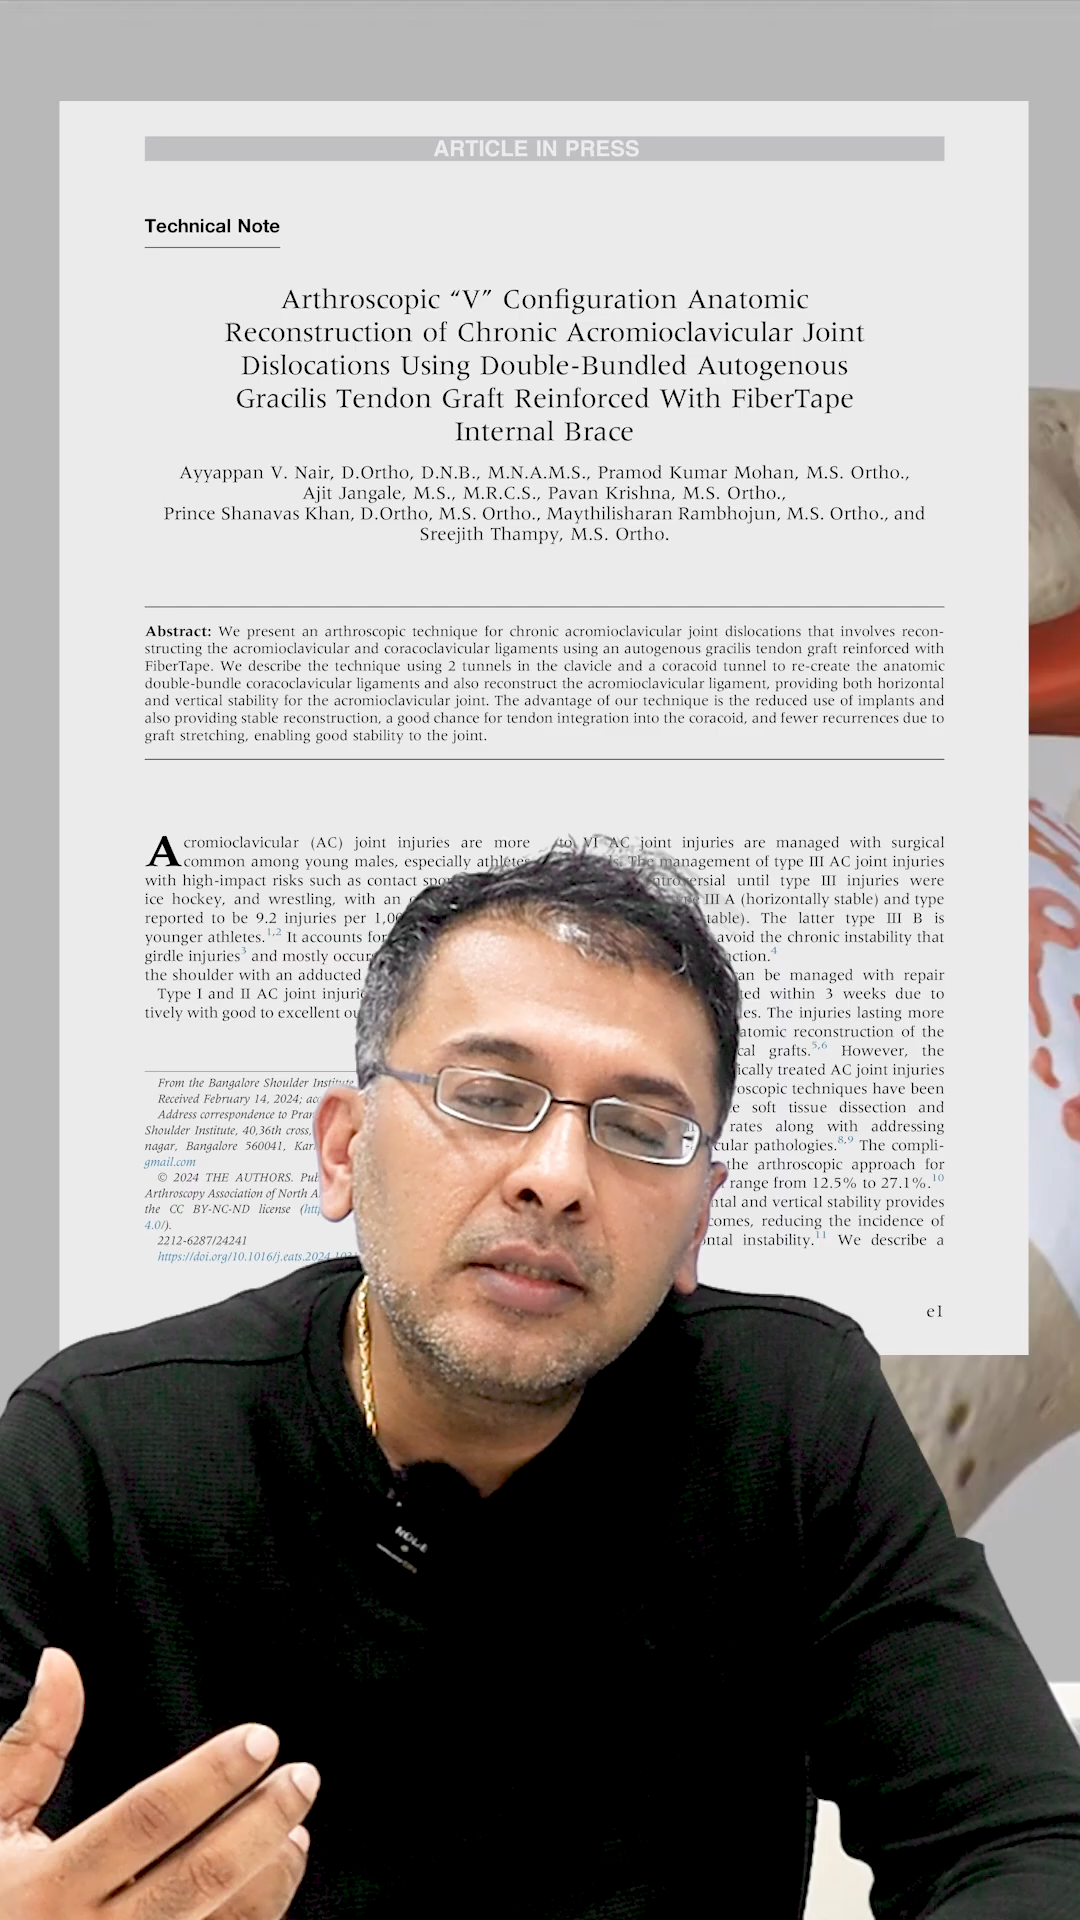 ARTICLE IN PRESS
Technical Note
Arthroscopic “V” Configuration Anatomic
Reconstruction of Chronic Acromioclavicular Joint
Dislocations Using Double-Bundled Autogenous
Gracilis Tendon Graft Reinforced With FiberTape
Internal Brace
Ayyappan V. Nair, D.Ortho, D.N.B., M.N.A.M.S., Pramod Kumar Mohan, M.S. Ortho.,
Ajit Jangale, M.S., M.R.C.S., Pavan Krishna, M.S. Ortho.,
Prince Shanavas Khan, D.Ortho, M.S. Ortho., Maythilisharan Rambhojun, M.S. Ortho., and
Sreejith Thampy, M.S. Ortho.
Abstract: We present an arthroscopic technique for chronic acromioclavicular joint dislocations that involves recon-
structing the acromioclavicular and coracoclavicular ligaments using an autogenous gracilis tendon graft reinforced with
FiberTape. We describe the technique using 2 tunnels in the clavicle and a coracoid tunnel to re-create the anatomic
double-bundle coracoclavicular ligaments and also reconstruct the acromioclavicular ligament, providing both horizontal
and vertical stability for the acromioclavicular joint. The advantage of our technique is the reduced use of implants and
also providing stable reconstruction, a good chance for tendon integration into the coracoid, and fewer recurrences due to
graft stretching, enabling good stability to the joint.
Acromioclavicular (AC) joint injuries are more
common among young males, especially athletes
with high-impact risks such as contact
ice hockey, and wrestling, with an
reported to be 9.2 injuries per
younger athletes.1,2 It accounts for
girdle injuries3 and mostly
the shoulder with an adducted
Type I and II AC joint
tively with good to excellent
From the Bangalore Shoulder Institute
Received February 14, 2024;
Address correspondence to
Shoulder Institute, 40,36th cross,
nagar, Bangalore 560041,
gmail.com
© 2024 THE AUTHORS.
Arthroscopy Association of North
the CC BY-NC-ND license
4.0/).
2212-6287/24241
https://doi.org/10.1016/j.eats.2024
to VI AC joint injuries are managed with surgical
The management of type III AC joint injuries
until type III injuries were
III A (horizontally stable) and type
The latter type III B is
avoid the chronic instability that
4
can be managed with repair
within 3 weeks due to
The injuries lasting more
reconstruction of the
grafts.5,6 However, the
treated AC joint injuries
techniques have been
soft tissue dissection and
rates along with addressing
pathologies.8,9 The compli-
the arthroscopic approach for
range from 12.5% to 27.1%.10
and vertical stability provides
reducing the incidence of
instability.11 We describe a
e1
RODE